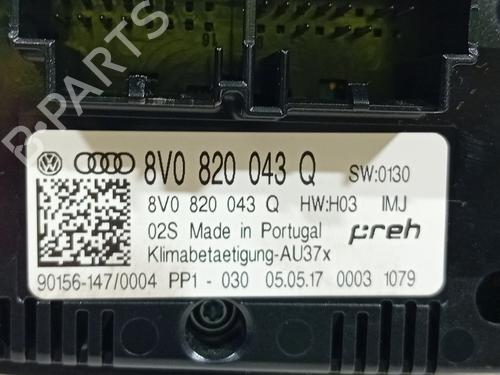 8V0 820 043 Q SW:0130
8V0 820 043 Q HW:H03 IMJ
02S Made in Portugal preh
Klimabetaetigung-AU37x
90156-147/0004 PP1 - 030 05.05.17 0003 1079
B-PARTS